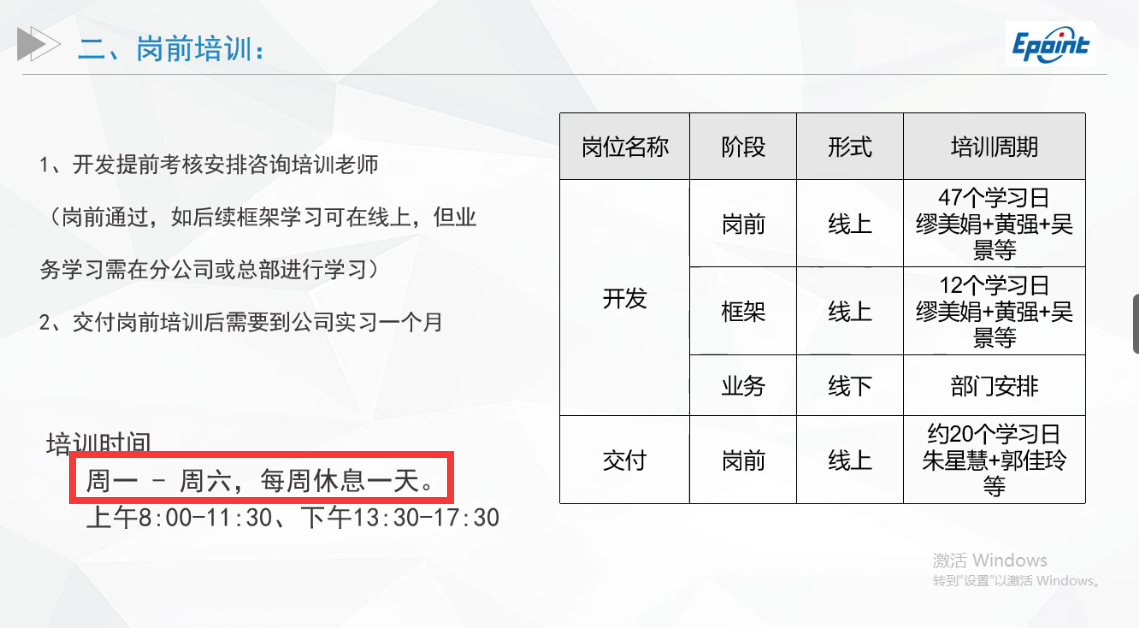 二、岗前培训：
Epoint
1、开发提前考核安排咨询培训老师
（岗前通过，如后续框架学习可在线上，但业
务学习需在分公司或总部进行学习）
2、交付岗前培训后需要到公司实习一个月
培训时间
周一 - 周六，每周休息一天。
上午8:00-11:30、下午13:30-17:30
岗位名称 阶段 形式 培训周期
开发
岗前 线上
47个学习日
缪美娟+黄强+吴
景等
框架 线上
12个学习日
缪美娟+黄强+吴
景等
业务 线下 部门安排
交付 岗前 线上
约20个学习日
朱星慧+郭佳玲
等
激活 Windows
转到"设置"以激活 Windows。